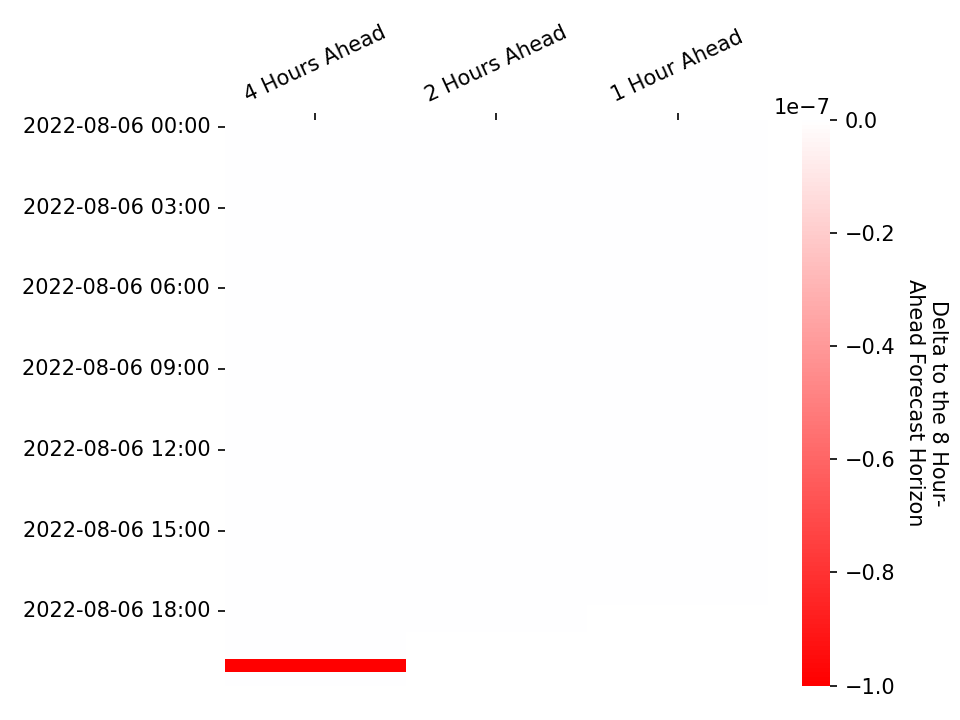 4 Hours Ahead
2 Hours Ahead
1 Hour Ahead
1e−7
2022-08-06 00:00
2022-08-06 03:00
2022-08-06 06:00
2022-08-06 09:00
2022-08-06 12:00
2022-08-06 15:00
2022-08-06 18:00
0.0
−0.2
−0.4
−0.6
−0.8
−1.0
Delta to the 8 Hour-
Ahead Forecast Horizon